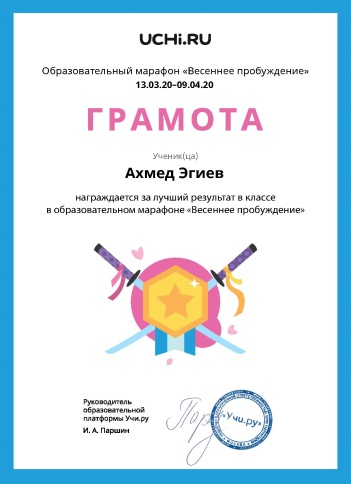 UCHi.RU
Образовательный марафон «Весеннее пробуждение»
13.03.20–09.04.20
ГРАМОТА
Ученик(ца)
Ахмед Эгиев
награждается за лучший результат в классе
в образовательном марафоне «Весеннее пробуждение»
Руководитель
образовательной
платформы Учи.ру
И. А. Паршин
«Учи.ру»